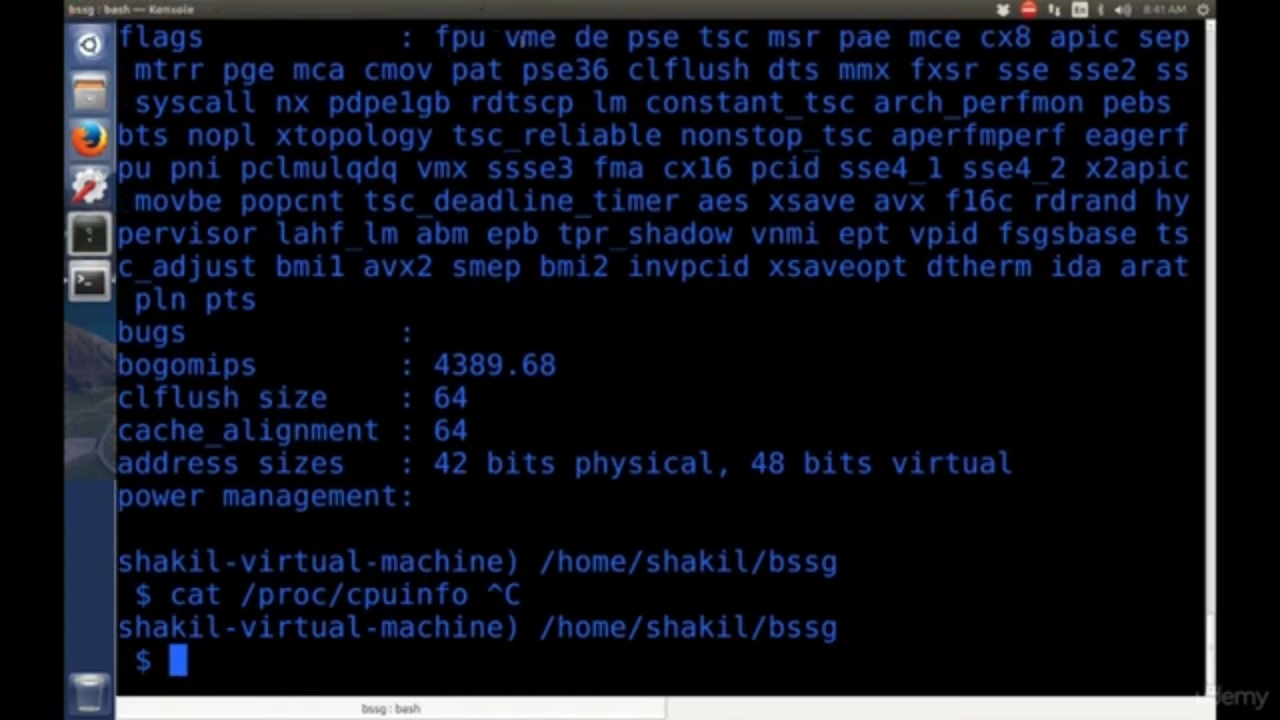 bssg : bash — Konsole
En
8:41 AM
flags : fpu vme de pse tsc msr pae mce cx8 apic sep
mtrr pge mca cmov pat pse36 clflush dts mmx fxsr sse sse2 ss
syscall nx pdpe1gb rdtscp lm constant_tsc arch_perfmon pebs
bts nopl xtopology tsc_reliable nonstop_tsc aperfmperf eagerf
pu pni pclmulqdq vmx ssse3 fma cx16 pcid sse4_1 sse4_2 x2apic
movbe popcnt tsc_deadline_timer aes xsave avx f16c rdrand hy
pervisor lahf_lm abm epb tpr_shadow vnmi ept vpid fsgsbase ts
c_adjust bmi1 avx2 smep bmi2 invpcid xsaveopt dtherm ida arat
pln pts
bugs :
bogomips : 4389.68
clflush size : 64
cache_alignment : 64
address sizes : 42 bits physical, 48 bits virtual
power management:
shakil-virtual-machine) /home/shakil/bssg
$ cat /proc/cpuinfo ^C
shakil-virtual-machine) /home/shakil/bssg
$
bssg : bash
udemy